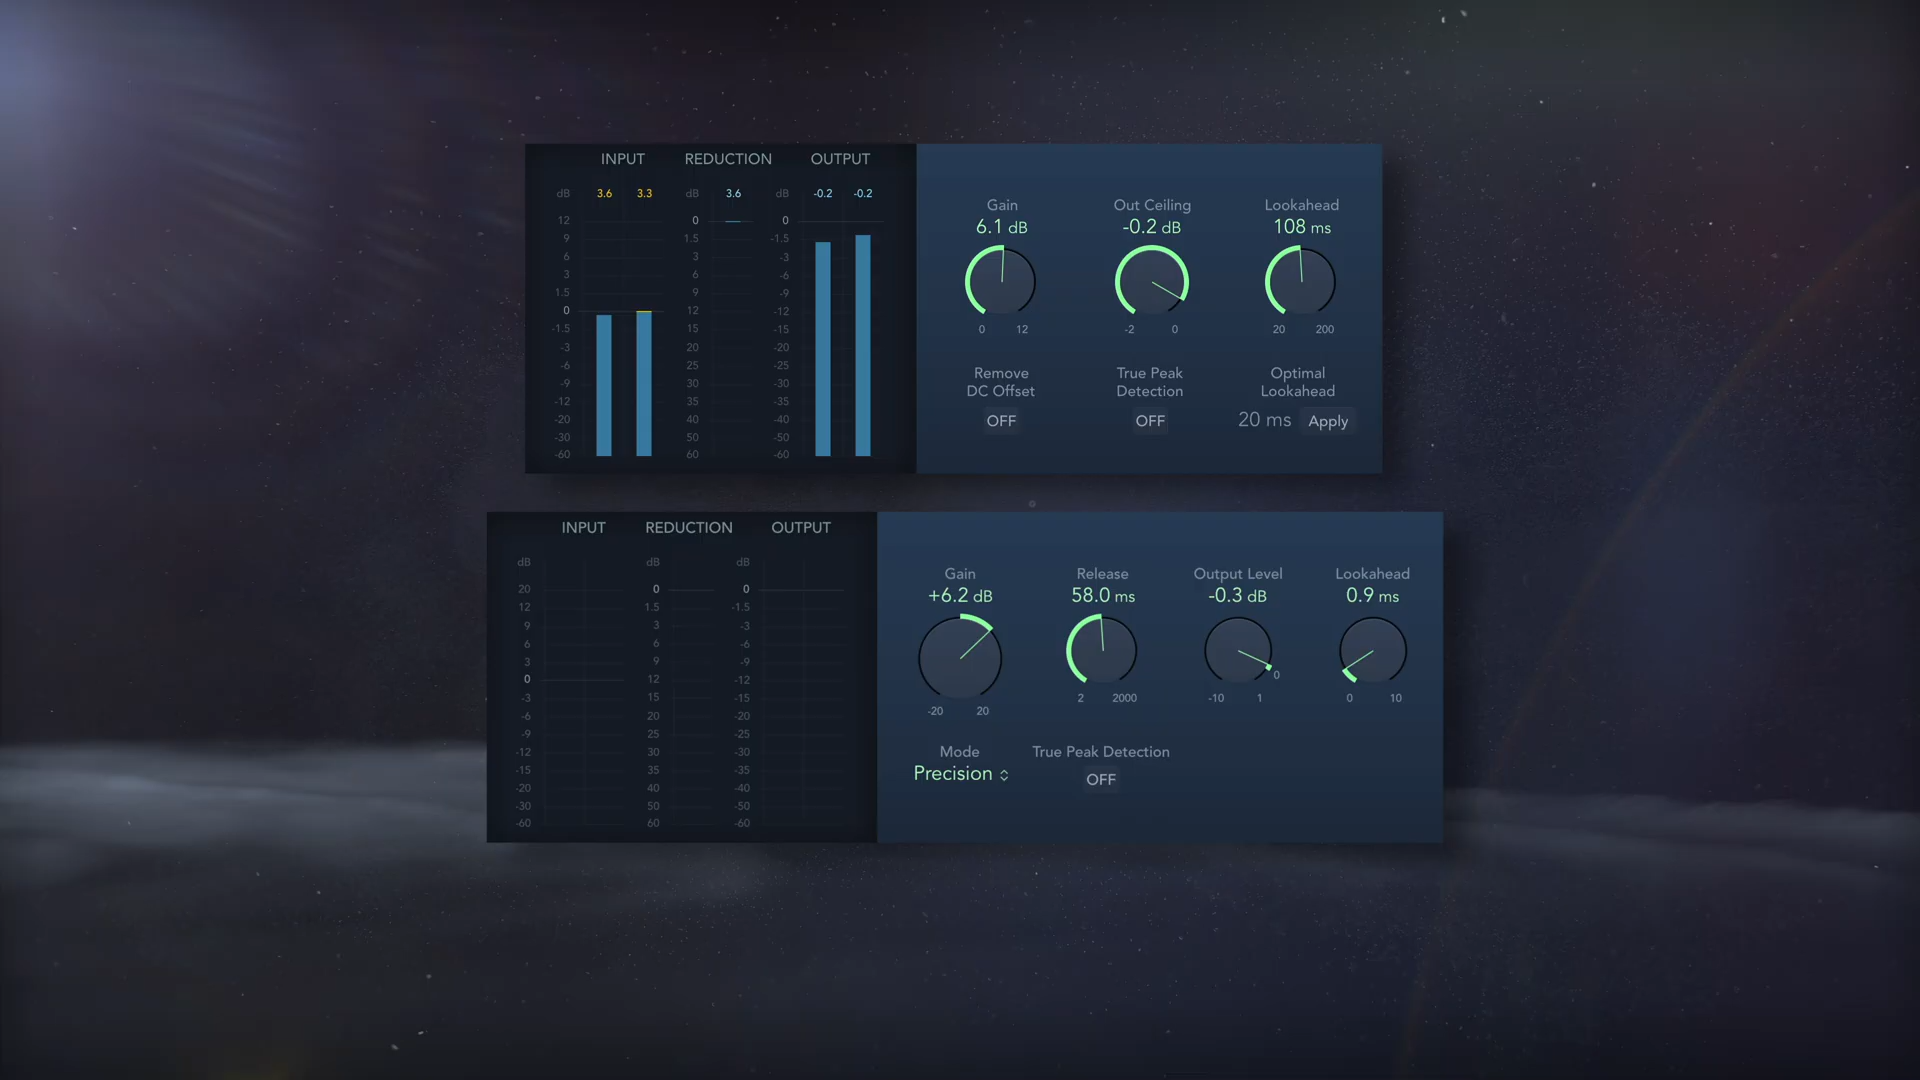 INPUT REDUCTION OUTPUT
dB 3.6 3.3 dB 3.6 dB -0.2 -0.2
12 0 0
9 1.5 -1.5
6 3 -3
3 6 -6
1.5 9 -9
0 12 -12
-1.5 15 -15
-3 20 -20
-6 25 -25
-9 30 -30
-12 35 -35
-20 40 -40
-30 50 -50
-60 60 -60
Gain Out Ceiling Lookahead
6.1 dB -0.2 dB 108 ms
0 12 -2 0 20 200
Remove True Peak Optimal
DC Offset Detection Lookahead
OFF OFF 20 ms Apply
INPUT REDUCTION OUTPUT
dB dB dB
20 0 0
12 1.5 -1.5
9 3 -3
6 6 -6
3 9 -9
0 12 -12
-3 15 -15
-6 20 -20
-9 25 -25
-12 30 -30
-15 35 -35
-20 40 -40
-30 50 -50
-60 60 -60
Gain Release Output Level Lookahead
+6.2 dB 58.0 ms -0.3 dB 0.9 ms
0
-20 20 2 2000 -10 1 0 10
Mode True Peak Detection
Precision OFF